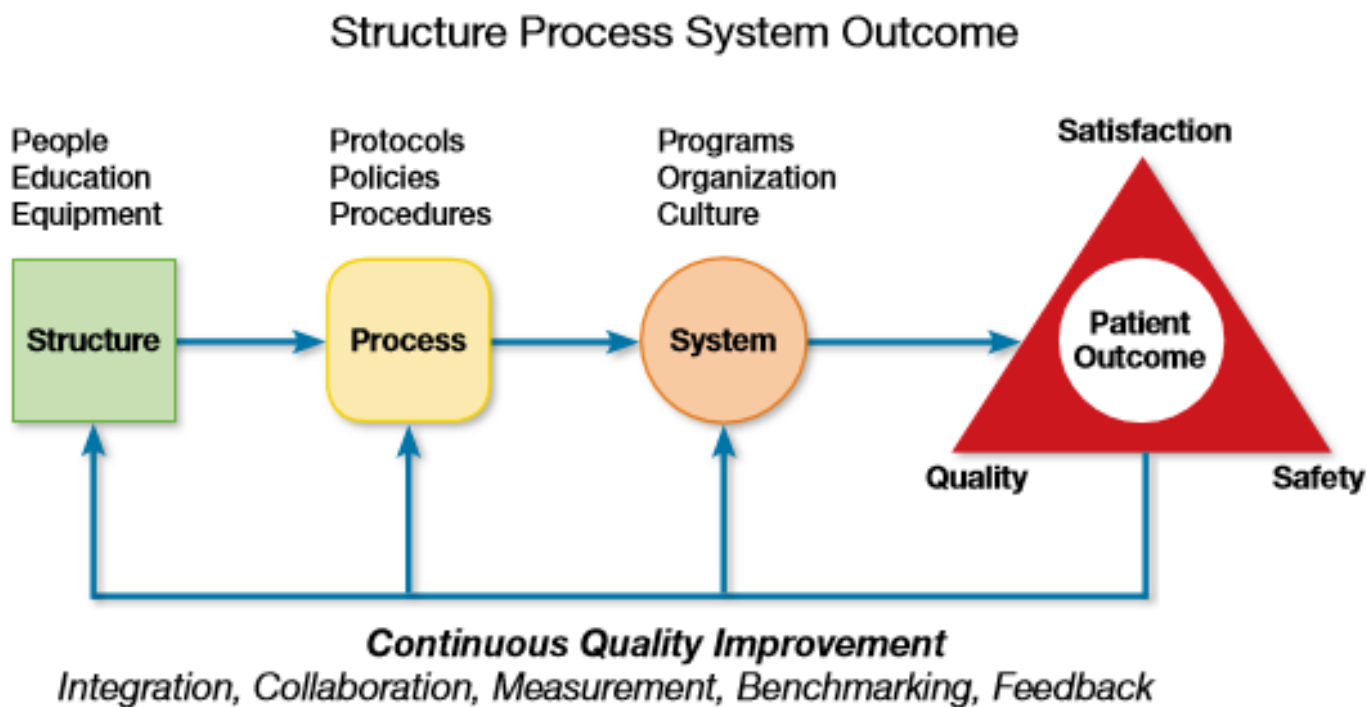 Structure Process System Outcome
People
Education
Equipment
Protocols
Policies
Procedures
Programs
Organization
Culture
Satisfaction
Structure
Process
System
Patient
Outcome
Quality
Safety
Continuous Quality Improvement
Integration, Collaboration, Measurement, Benchmarking, Feedback